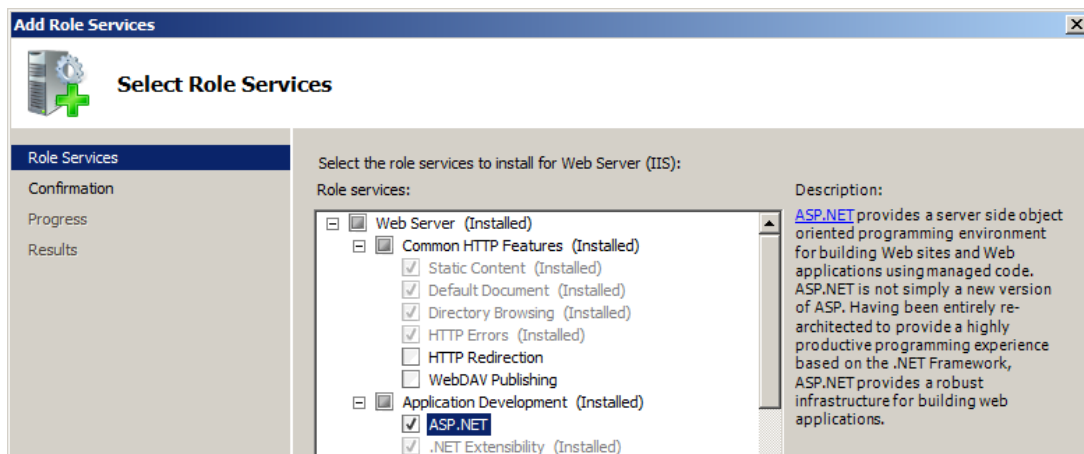 Add Role Services
Select Role Services
Role Services
Confirmation
Progress
Results
Select the role services to install for Web Server (IIS):
Role services:
Web Server (Installed)
Common HTTP Features (Installed)
Static Content (Installed)
Default Document (Installed)
Directory Browsing (Installed)
HTTP Errors (Installed)
HTTP Redirection
WebDAV Publishing
Application Development (Installed)
ASP.NET
.NET Extensibility (Installed)
Description:
ASP.NET provides a server side object
oriented programming environment
for building Web sites and Web
applications using managed code.
ASP.NET is not simply a new version
of ASP. Having been entirely re-
architected to provide a highly
productive programming experience
based on the .NET Framework,
ASP.NET provides a robust
infrastructure for building web
applications.